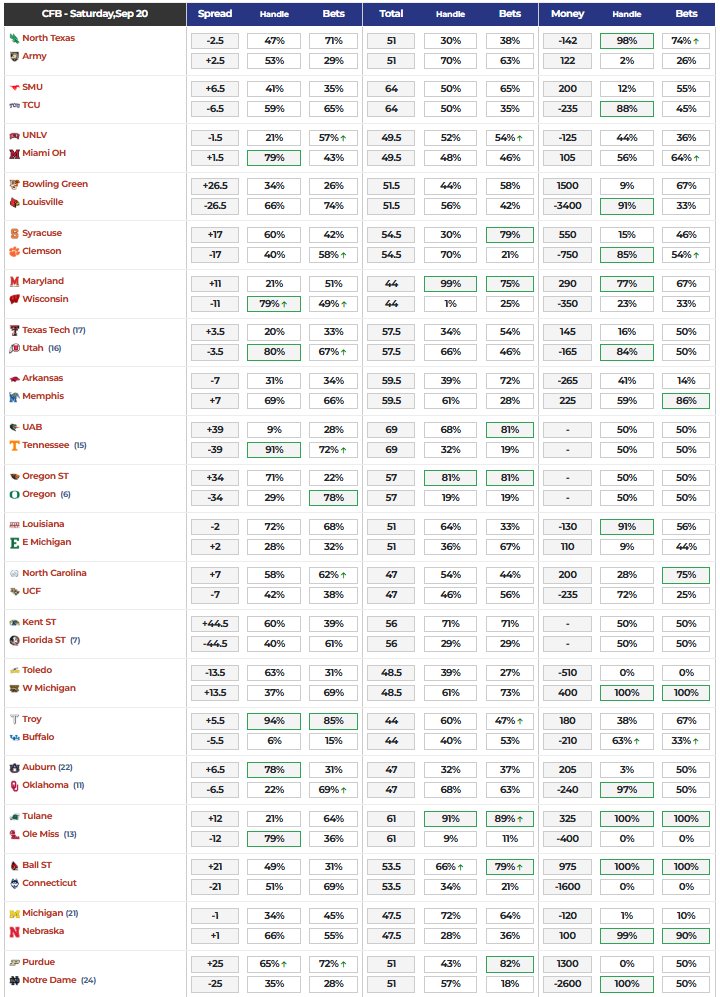 CFB - Saturday,Sep 20 Spread Handle Bets Total Handle Bets Money Handle Bets
North Texas -2.5 47% 71% 51 30% 38% -142 98% 74%↑
Army +2.5 53% 29% 51 70% 63% 122 2% 26%
SMU +6.5 41% 35% 64 50% 65% 200 12% 55%
TCU -6.5 59% 65% 64 50% 35% -235 88% 45%
UNLV -1.5 21% 57%↑ 49.5 52% 54%↑ -125 44% 36%
Miami OH +1.5 79% 43% 49.5 48% 46% 105 56% 64%↑
Bowling Green +26.5 34% 26% 51.5 44% 58% 1500 9% 67%
Louisville -26.5 66% 74% 51.5 56% 42% -3400 91% 33%
Syracuse +17 60% 42% 54.5 30% 79% 550 15% 46%
Clemson -17 40% 58%↑ 54.5 70% 21% -750 85% 54%↑
Maryland +11 21% 51% 44 99% 75% 290 77% 67%
Wisconsin -11 79%↑ 49%↑ 44 1% 25% -350 23% 33%
Texas Tech (17) +3.5 20% 33% 57.5 34% 54% 145 16% 50%
Utah (16) -3.5 80% 67%↑ 57.5 66% 46% -165 84% 50%
Arkansas -7 31% 34% 59.5 39% 72% -265 41% 14%
Memphis +7 69% 66% 59.5 61% 28% 225 59% 86%
UAB +39 9% 28% 69 68% 81% - 50% 50%
Tennessee (15) -39 91% 72%↑ 69 32% 19% - 50% 50%
Oregon ST +34 71% 22% 57 81% 81% - 50% 50%
Oregon (6) -34 29% 78% 57 19% 19% - 50% 50%
Louisiana -2 72% 68% 51 64% 33% -130 91% 56%
E Michigan +2 28% 32% 51 36% 67% 110 9% 44%
North Carolina +7 58% 62%↑ 47 54% 44% 200 28% 75%
UCF -7 42% 38% 47 46% 56% -235 72% 25%
Kent ST +44.5 60% 39% 56 71% 71% - 50% 50%
Florida ST (7) -44.5 40% 61% 56 29% 29% - 50% 50%
Toledo -13.5 63% 31% 48.5 39% 27% -510 0% 0%
W Michigan +13.5 37% 69% 48.5 61% 73% 400 100% 100%
Troy +5.5 94% 85% 44 60% 47%↑ 180 38% 67%
Buffalo -5.5 6% 15% 44 40% 53% -210 63%↑ 33%↑
Auburn (22) +6.5 78% 31% 47 32% 37% 205 3% 50%
Oklahoma (11) -6.5 22% 69%↑ 47 68% 63% -240 97% 50%
Tulane +12 21% 64% 61 91% 89%↑ 325 100% 100%
Ole Miss (13) -12 79% 36% 61 9% 11% -400 0% 0%
Ball ST +21 49% 31% 53.5 66%↑ 79%↑ 975 100% 100%
Connecticut -21 51% 69% 53.5 34% 21% -1600 0% 0%
Michigan (21) -1 34% 45% 47.5 72% 64% -120 1% 10%
Nebraska +1 66% 55% 47.5 28% 36% 100 99% 90%
Purdue +25 65%↑ 72%↑ 51 43% 82% 1300 0% 50%
Notre Dame (24) -25 35% 28% 51 57% 18% -2600 100% 50%